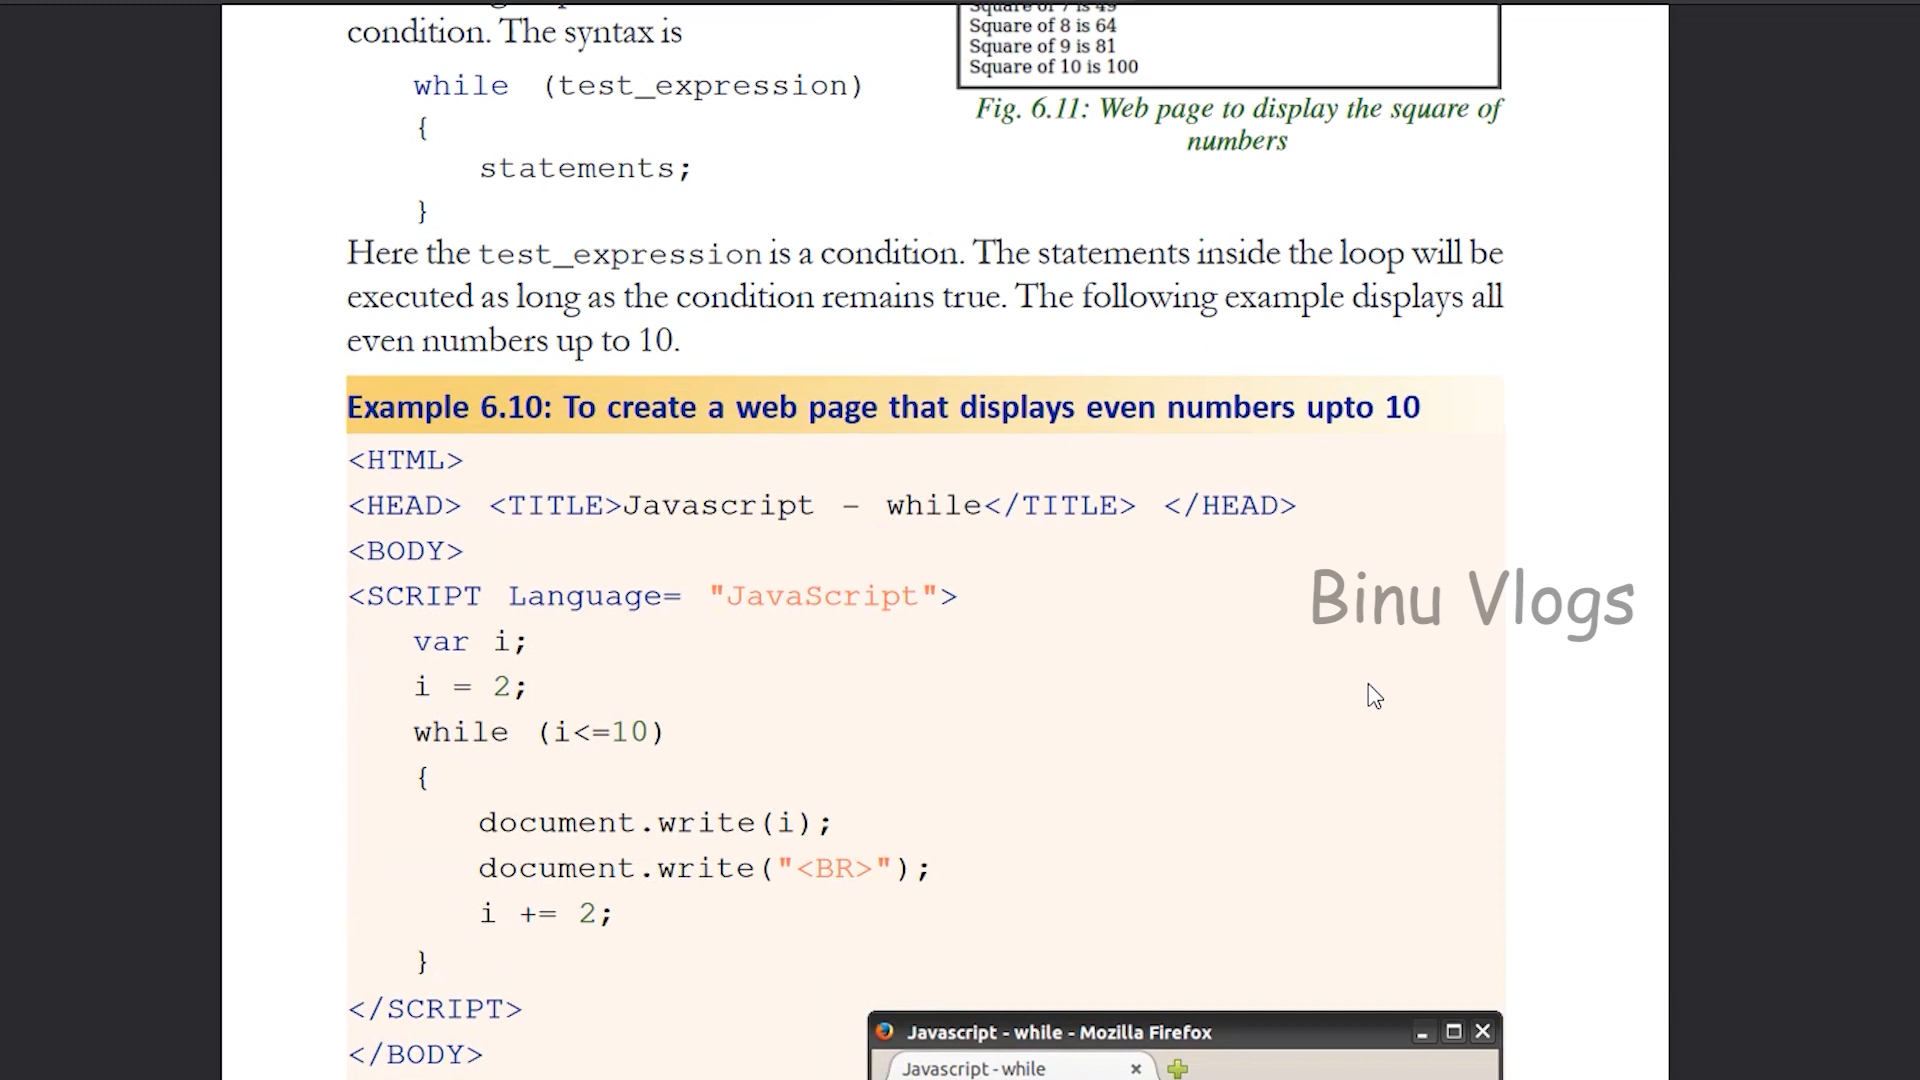 condition. The syntax is
while (test_expression)
{
statements;
}
Square of 7 is 49
Square of 8 is 64
Square of 9 is 81
Square of 10 is 100
Fig. 6.11: Web page to display the square of
numbers
Here the test_expression is a condition. The statements inside the loop will be
executed as long as the condition remains true. The following example displays all
even numbers up to 10.
Example 6.10: To create a web page that displays even numbers upto 10
<HTML>
<HEAD> <TITLE>Javascript - while</TITLE> </HEAD>
<BODY>
<SCRIPT Language= "JavaScript">
var i;
i = 2;
while (i<=10)
{
document.write(i);
document.write("<BR>");
i += 2;
}
</SCRIPT>
</BODY>
Binu Vlogs
Javascript - while - Mozilla Firefox
Javascript - while